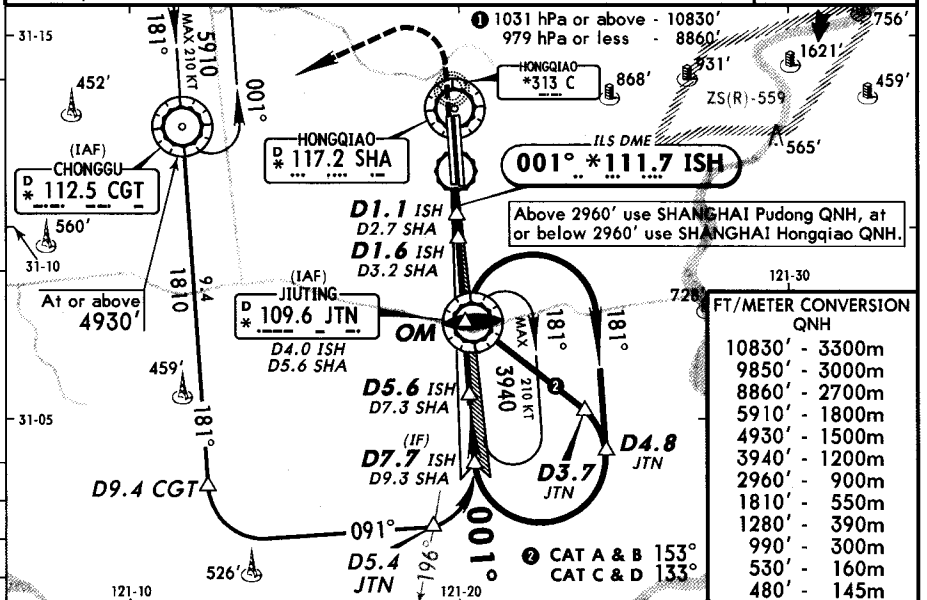 31-15
181°
MAX 210 KT
5910
001°
❶ 1031 hPa or above - 10830'
979 hPa or less - 8860'
756'
1621'
931'
868'
459'
ZS(R)-559
565'
452'
HONGQIAO
*313 C
HONGQIAO
D
* 117.2 SHA
ILS DME
001° *111.7 ISH
(IAF)
CHONGGU
D
* 112.5 CGT
D1.1 ISH
D2.7 SHA
D1.6 ISH
D3.2 SHA
Above 2960' use SHANGHAI Pudong QNH, at
or below 2960' use SHANGHAI Hongqiao QNH.
560'
31-10
At or above
4930'
1810
9.4
(IAF)
JIUTING
D
* 109.6 JTN
D4.0 ISH
D5.6 SHA
OM
121-30
728'
181°
181°
MAX 210 KT
3940
❷
459'
181°
31-05
D5.6 ISH
D7.3 SHA
(IF)
D7.7 ISH
D9.3 SHA
D4.8
JTN
D3.7
JTN
D9.4 CGT
091°
D5.4
JTN
196°
001°
526'
❷ CAT A & B 153°
CAT C & D 133°
121-10
121-20
FT/METER CONVERSION
QNH
10830' - 3300m
9850' - 3000m
8860' - 2700m
5910' - 1800m
4930' - 1500m
3940' - 1200m
2960' - 900m
1810' - 550m
1280' - 390m
990' - 300m
530' - 160m
480' - 145m